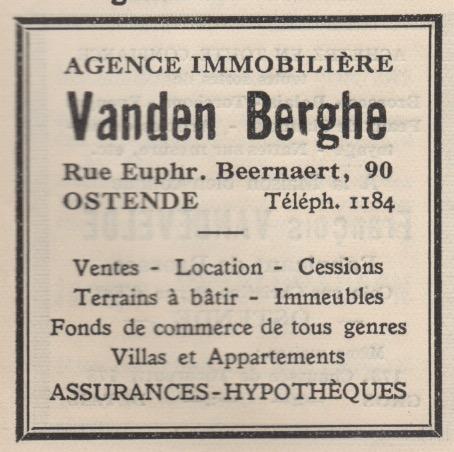 AGENCE IMMOBILIÈRE
Vanden Berghe
Rue Euphr. Beernaert, 90
OSTENDE Téléph. 1184
Ventes - Location - Cessions
Terrains à bâtir - Immeubles
Fonds de commerce de tous genres
Villas et Appartements
ASSURANCES-HYPOTHÈQUES